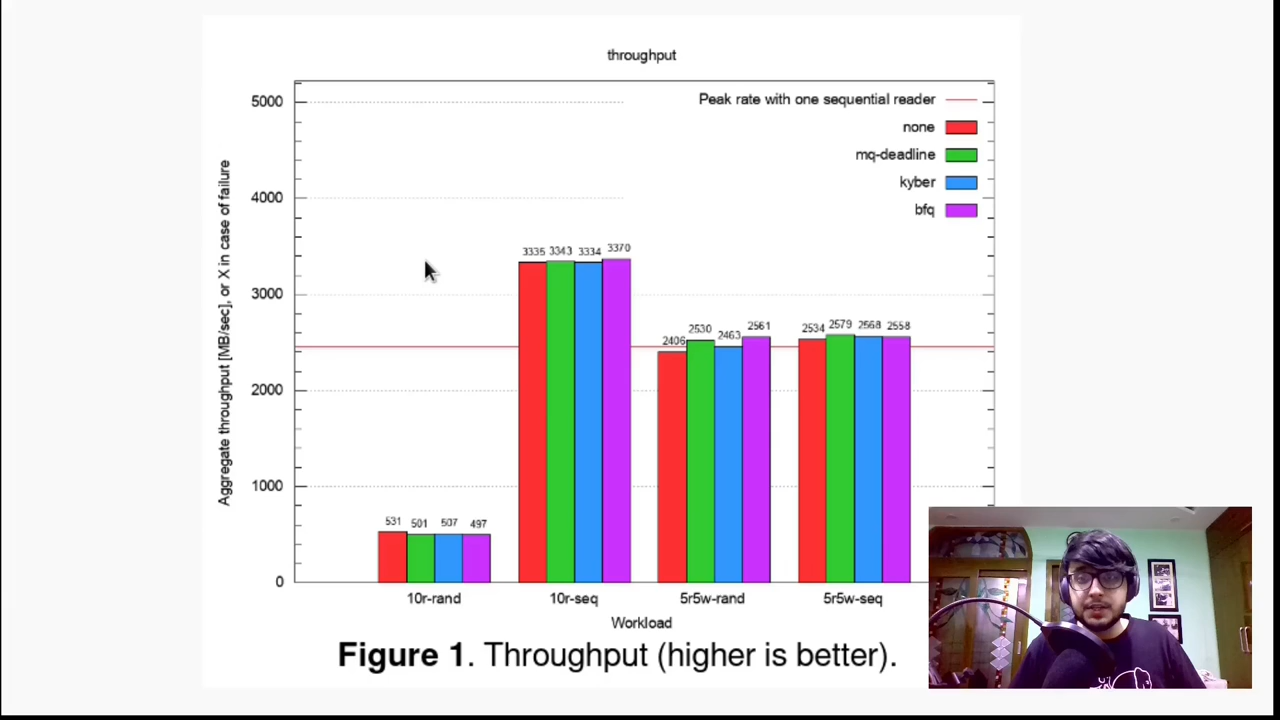 throughput
Aggregate throughput [MB/sec], or X in case of failure
5000
4000
3000
2000
1000
0
Peak rate with one sequential reader
none
mq-deadline
kyber
bfq
531 501 507 497
3335 3343 3334 3370
2406 2530 2463 2561
2534 2579 2568 2558
10r-rand 10r-seq 5r5w-rand 5r5w-seq
Workload
Figure 1. Throughput (higher is better).